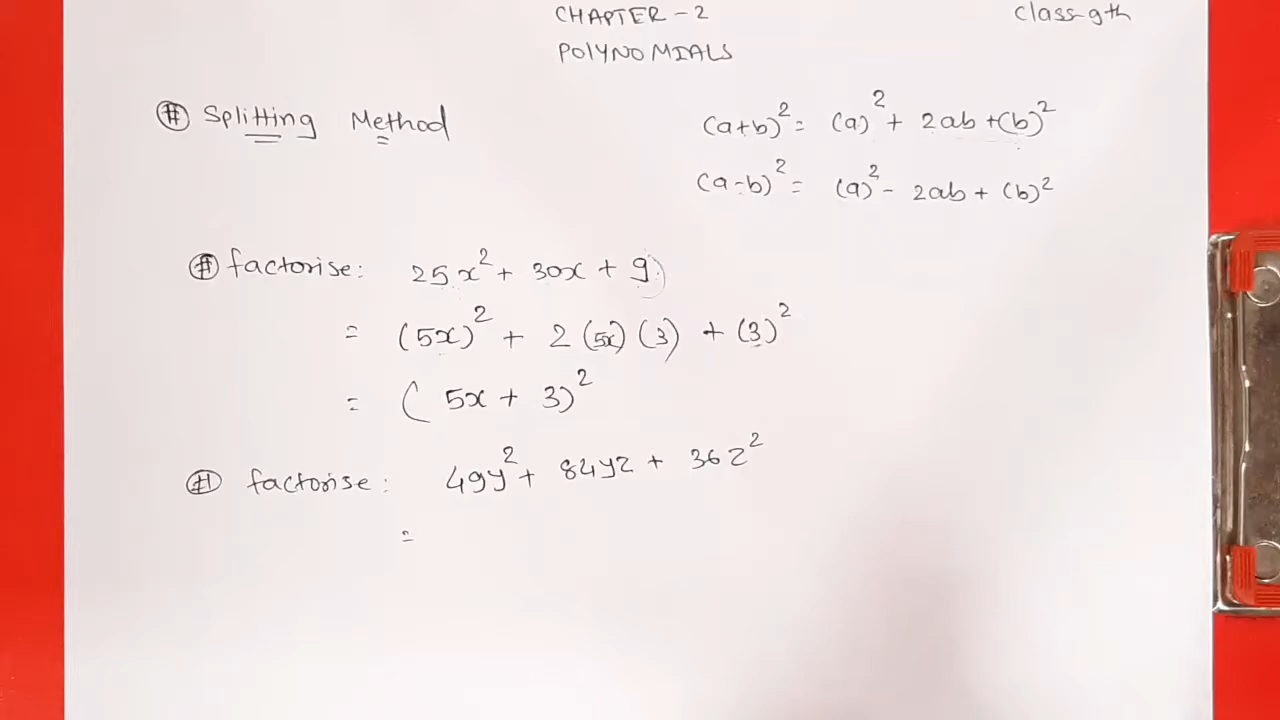 CHAPTER - 2 Class-9th
POLYNOMIALS
# Splitting Method
(a+b)² = (a)² + 2ab + (b)²
(a-b)² = (a)² - 2ab + (b)²
# factorise: 25x² + 30x + 9
= (5x)² + 2 (5x) (3) + (3)²
= (5x + 3)²
# factorise: 49y² + 84yz + 36z²
=